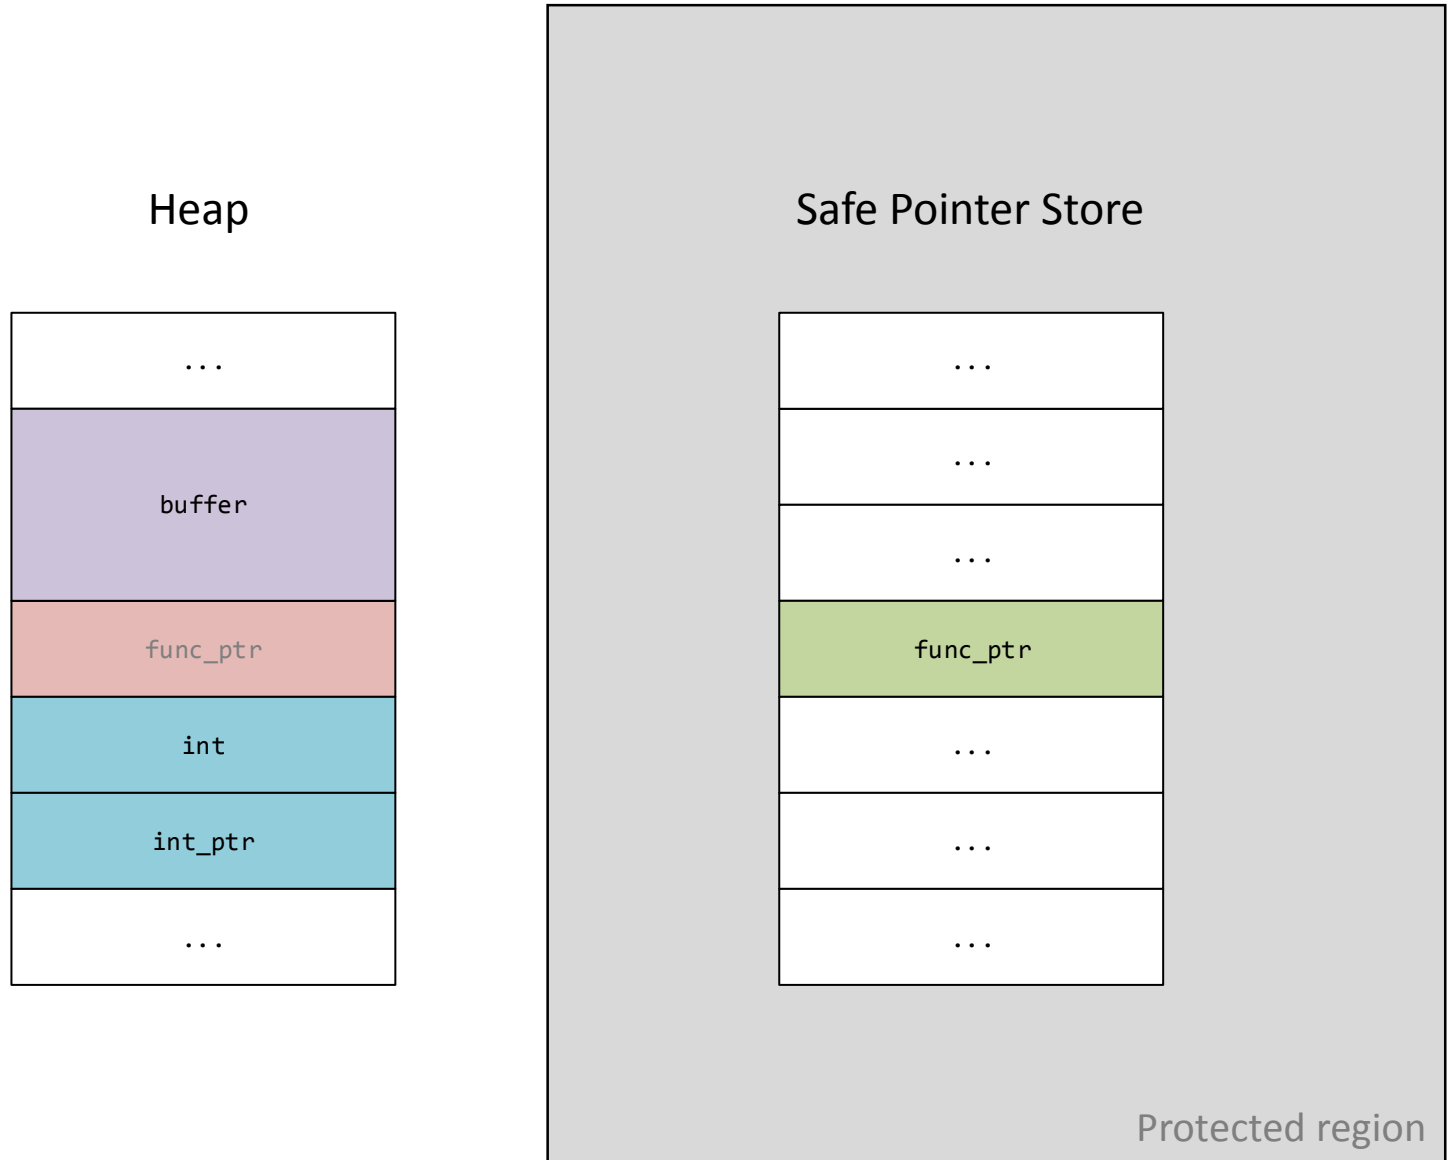 Heap
...
buffer
func_ptr
int
int_ptr
...
Safe Pointer Store
...
...
...
func_ptr
...
...
...
Protected region